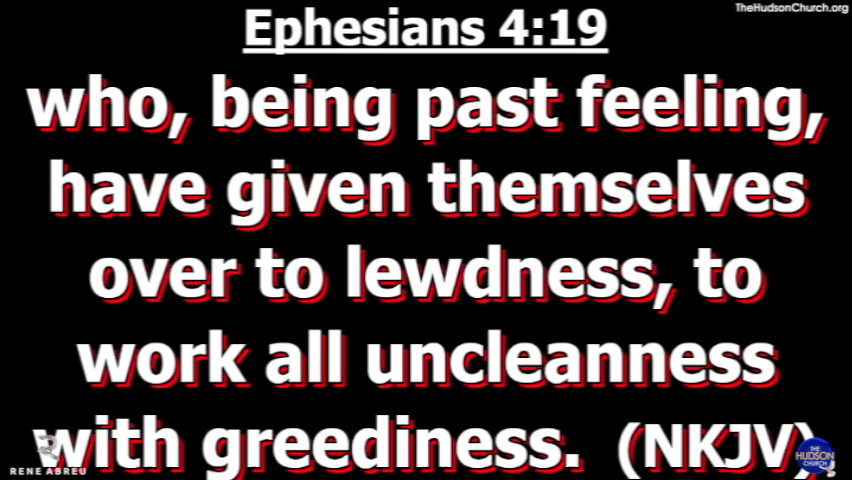 TheHudsonChurch.org
Ephesians 4:19
who, being past feeling,
have given themselves
over to lewdness, to
work all uncleanness
with greediness. (NKJV)
RENE ABREU
THE
HUDSON
CHURCH